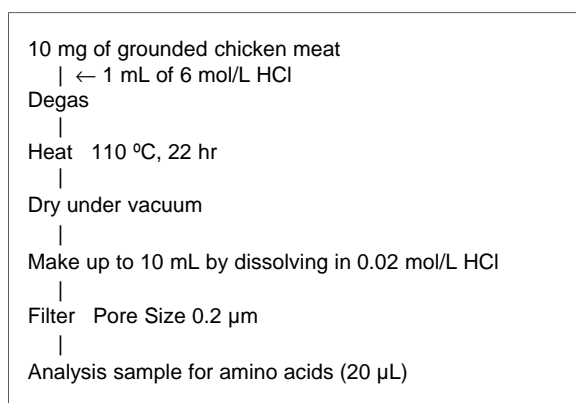 10 mg of grounded chicken meat
| ← 1 mL of 6 mol/L HCl
Degas
|
Heat 110 ºC, 22 hr
|
Dry under vacuum
|
Make up to 10 mL by dissolving in 0.02 mol/L HCl
|
Filter Pore Size 0.2 µm
|
Analysis sample for amino acids (20 µL)